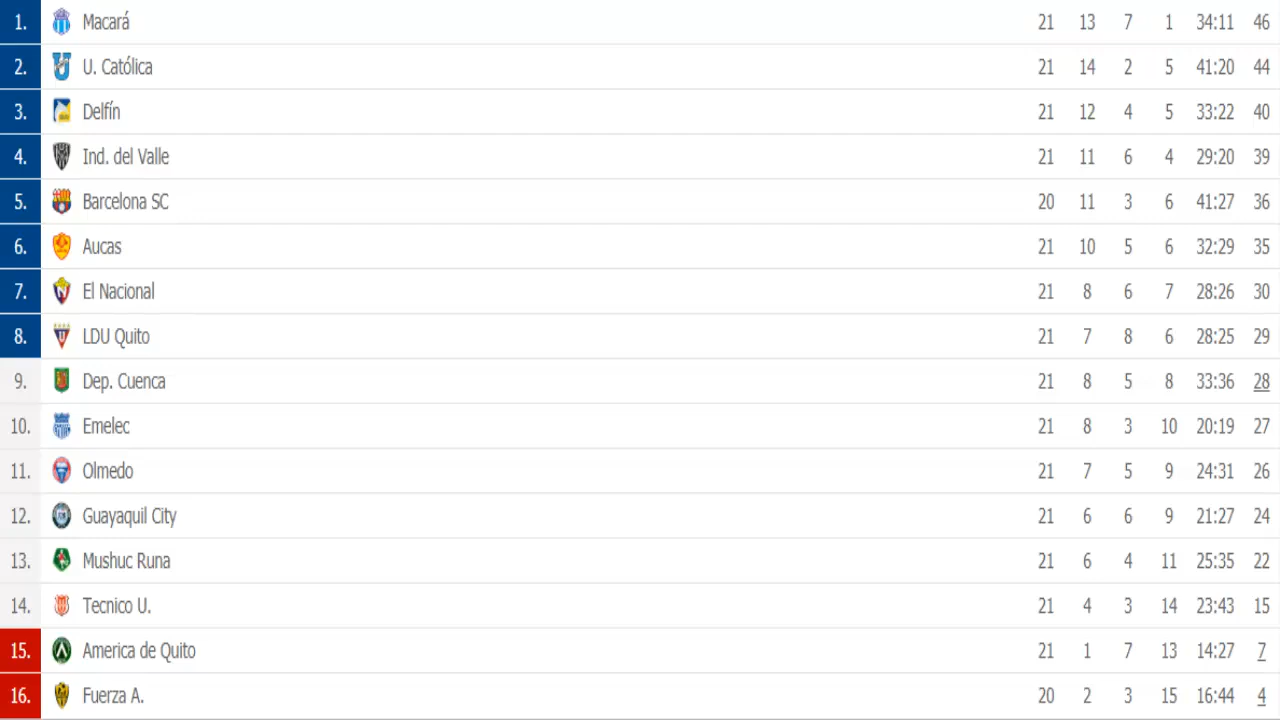 1. Macará 21 13 7 1 34:11 46
2. U. Católica 21 14 2 5 41:20 44
3. Delfín 21 12 4 5 33:22 40
4. Ind. del Valle 21 11 6 4 29:20 39
5. Barcelona SC 20 11 3 6 41:27 36
6. Aucas 21 10 5 6 32:29 35
7. El Nacional 21 8 6 7 28:26 30
8. LDU Quito 21 7 8 6 28:25 29
9. Dep. Cuenca 21 8 5 8 33:36 28
10. Emelec 21 8 3 10 20:19 27
11. Olmedo 21 7 5 9 24:31 26
12. Guayaquil City 21 6 6 9 21:27 24
13. Mushuc Runa 21 6 4 11 25:35 22
14. Tecnico U. 21 4 3 14 23:43 15
15. America de Quito 21 1 7 13 14:27 7
16. Fuerza A. 20 2 3 15 16:44 4